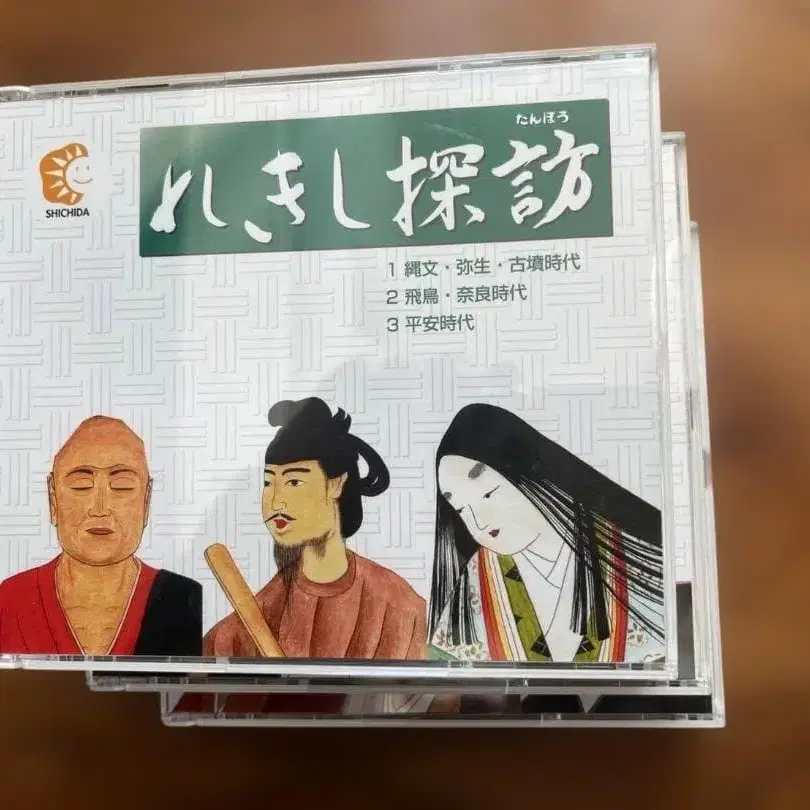 SHICHIDA
たんぼう
れきし探訪
1 縄文・弥生・古墳時代
2 飛鳥・奈良時代
3 平安時代